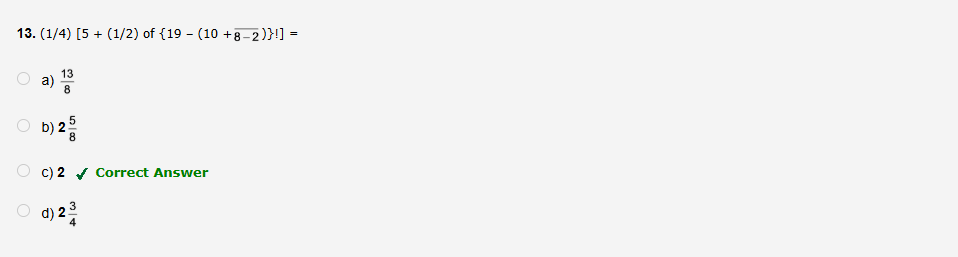 13. (1/4) [5 + (1/2) of {19 – (10 + 8̅ ̅–̅ ̅2̅)}!] =
a) 13/8
b) 2 5/8
c) 2 ✓ Correct Answer
d) 2 3/4